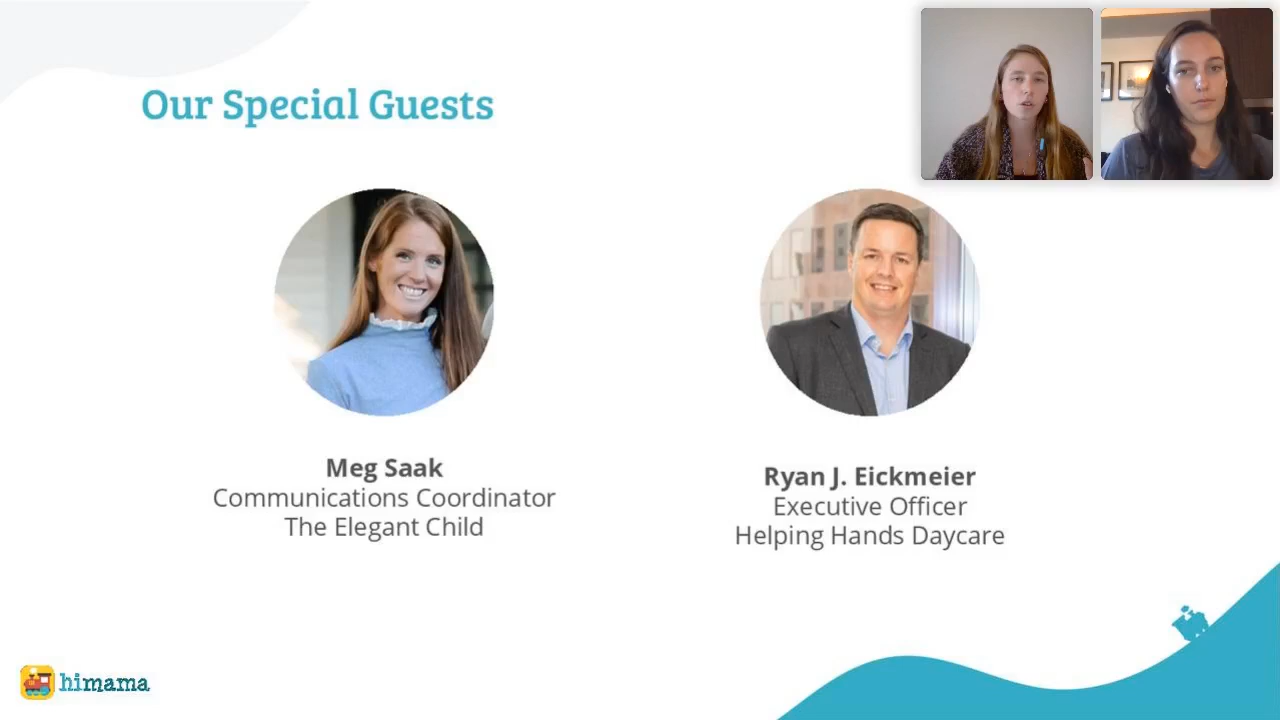 Our Special Guests
Meg Saak
Communications Coordinator
The Elegant Child
Ryan J. Eickmeier
Executive Officer
Helping Hands Daycare
himama